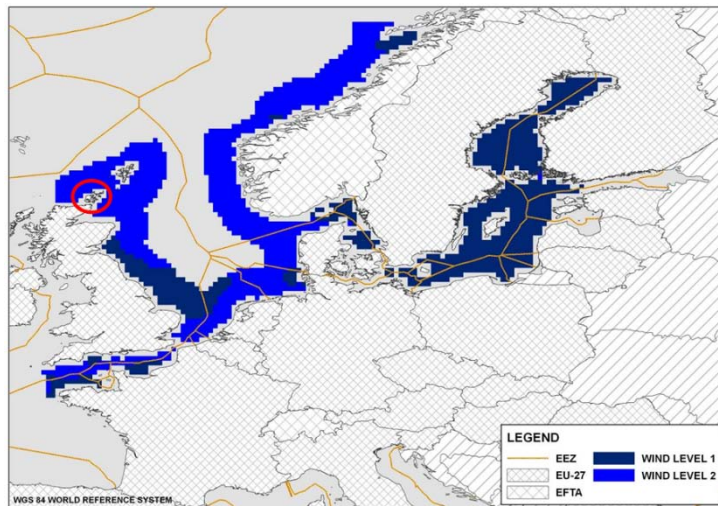 LEGEND
EEZ
EU-27
EFTA
WIND LEVEL 1
WIND LEVEL 2
WGS 84 WORLD REFERENCE SYSTEM